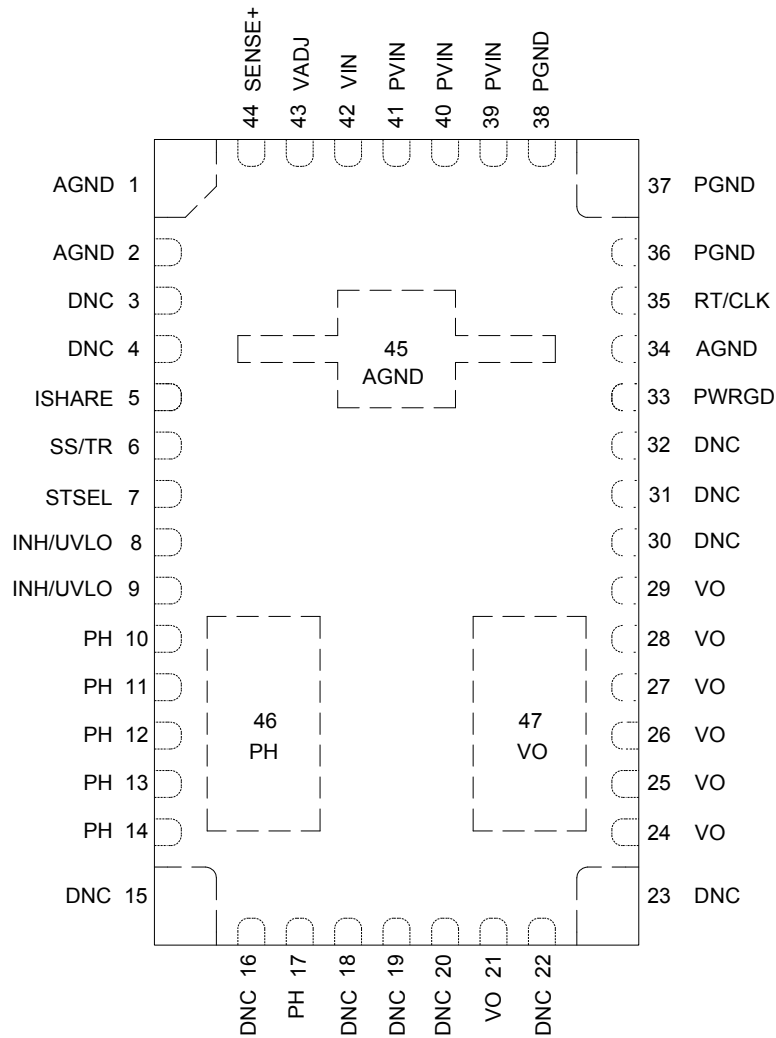 44 SENSE+
43 VADJ
42 VIN
41 PVIN
40 PVIN
39 PVIN
38 PGND
AGND 1
AGND 2
DNC 3
DNC 4
ISHARE 5
SS/TR 6
STSEL 7
INH/UVLO 8
INH/UVLO 9
PH 10
PH 11
PH 12
PH 13
PH 14
DNC 15
45
AGND
46
PH
47
VO
37 PGND
36 PGND
35 RT/CLK
34 AGND
33 PWRGD
32 DNC
31 DNC
30 DNC
29 VO
28 VO
27 VO
26 VO
25 VO
24 VO
23 DNC
DNC 16
PH 17
DNC 18
DNC 19
DNC 20
VO 21
DNC 22